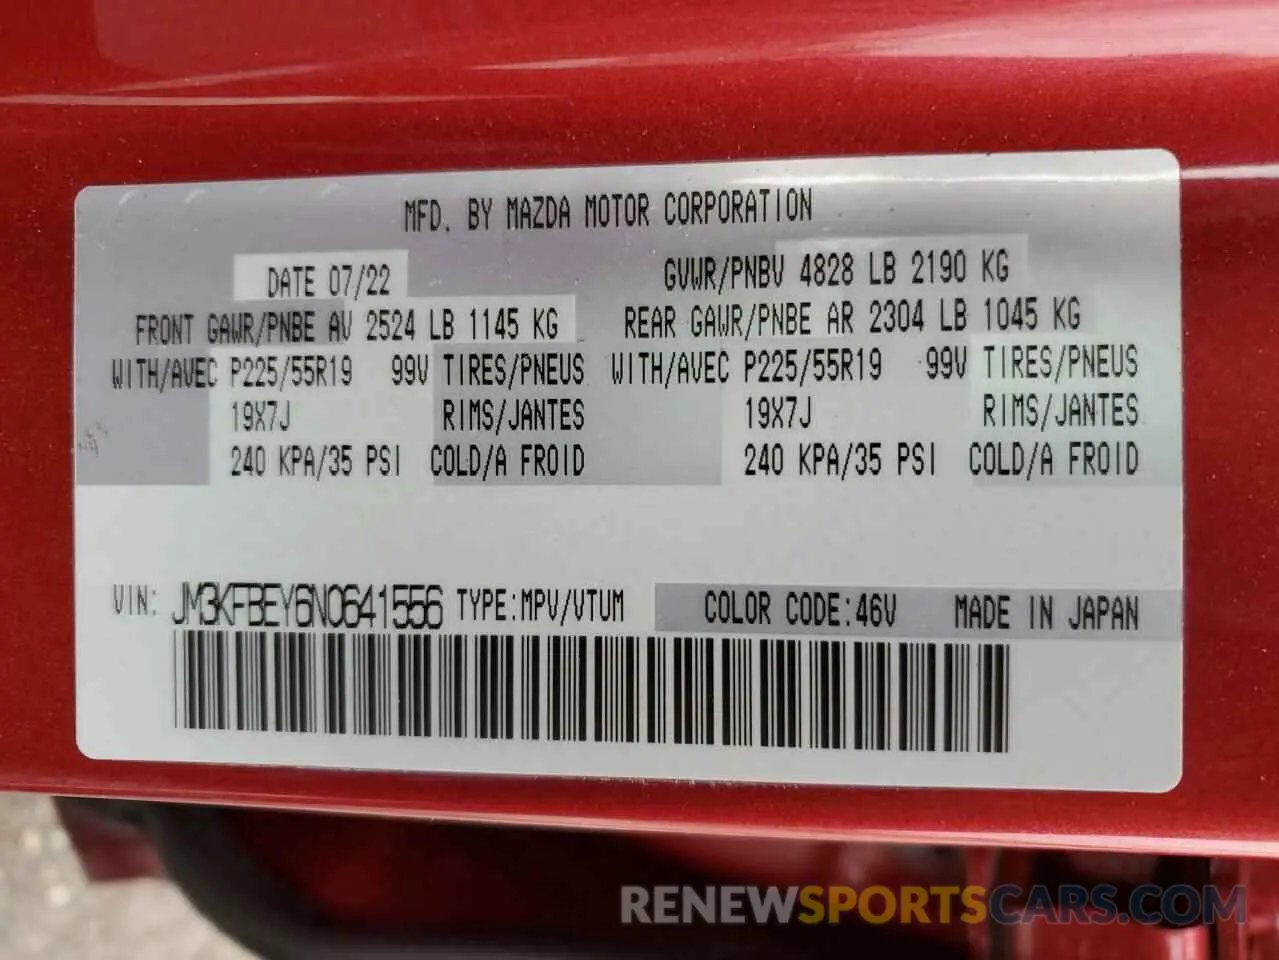 MFD. BY MAZDA MOTOR CORPORATION
DATE 07/22 GVWR/PNBV 4828 LB 2190 KG
FRONT GAWR/PNBE AV 2524 LB 1145 KG REAR GAWR/PNBE AR 2304 LB 1045 KG
WITH/AVEC P225/55R19 99V TIRES/PNEUS WITH/AVEC P225/55R19 99V TIRES/PNEUS
19X7J RIMS/JANTES 19X7J RIMS/JANTES
240 KPA/35 PSI COLD/A FROID 240 KPA/35 PSI COLD/A FROID
VIN: JM3KFBEY6N0641556 TYPE:MPV/VTUM COLOR CODE:46V MADE IN JAPAN
RENEWSPORTSCARS.COM